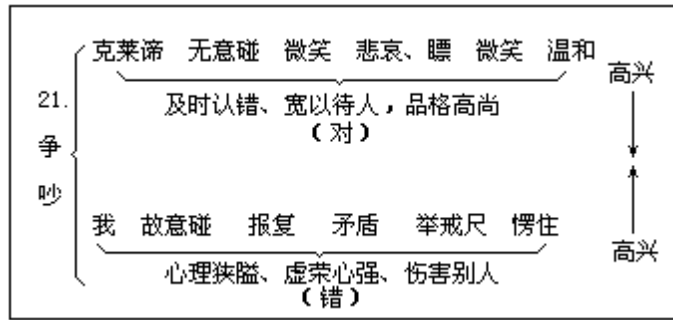 克莱谛 无意碰 微笑 悲哀、瞟 微笑 温和
高兴
21.
争
吵
及时认错、宽以待人，品格高尚
(对)
我 故意碰 报复 矛盾 举戒尺 愣住
高兴
心理狭隘、虚荣心强、伤害别人
(错)